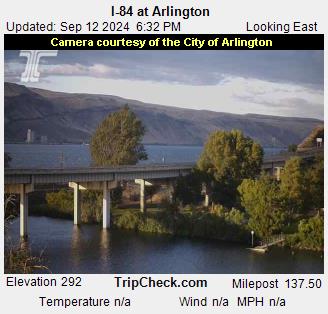 I-84 at Arlington
Updated: Sep 12 2024 6:32 PM Looking East
Camera courtesy of the City of Arlington
Elevation 292 TripCheck.com Milepost 137.50
Temperature n/a Wind n/a MPH n/a